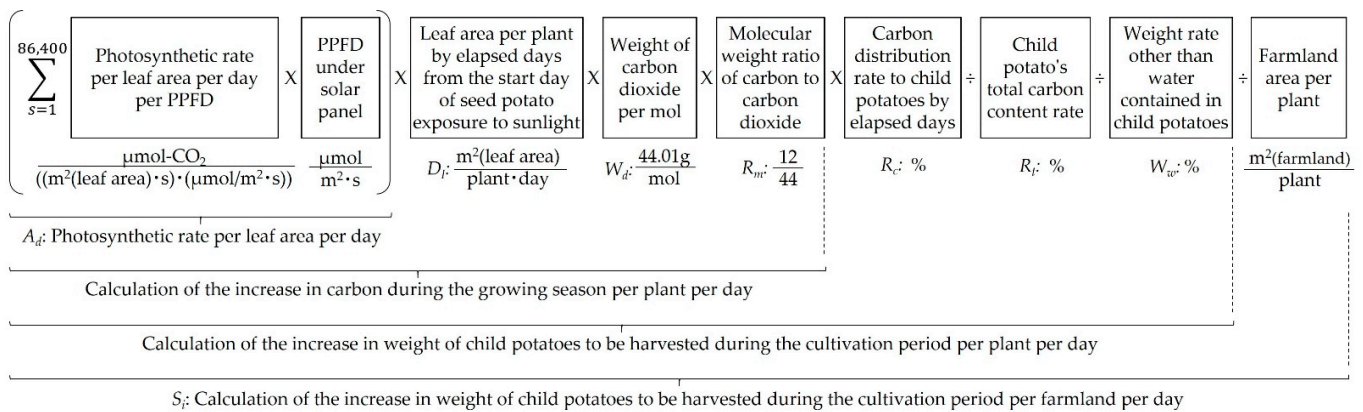 86,400
∑
s=1
Photosynthetic rate
per leaf area per day
per PPFD
X
PPFD
under
solar
panel
X
Leaf area per plant
by elapsed days
from the start day
of seed potato
exposure to sunlight
X
Weight of
carbon
dioxide
per mol
X
Molecular
weight ratio
of carbon to
carbon
dioxide
X
Carbon
distribution
rate to child
potatoes by
elapsed days
÷
Child
potato's
total carbon
content rate
÷
Weight rate
other than
water
contained in
child potatoes
÷
Farmland
area per
plant
μmol-CO₂
((m²(leaf area)・s)・(μmol/m²・s))
μmol
m²・s
Dₗ: m²(leaf area)
plant・day
W_d: 44.01g
mol
R_m: 12
44
R_c: %
R_t: %
W_w: %
m²(farmland)
plant
A_d: Photosynthetic rate per leaf area per day
Calculation of the increase in carbon during the growing season per plant per day
Calculation of the increase in weight of child potatoes to be harvested during the cultivation period per plant per day
S_i: Calculation of the increase in weight of child potatoes to be harvested during the cultivation period per farmland per day